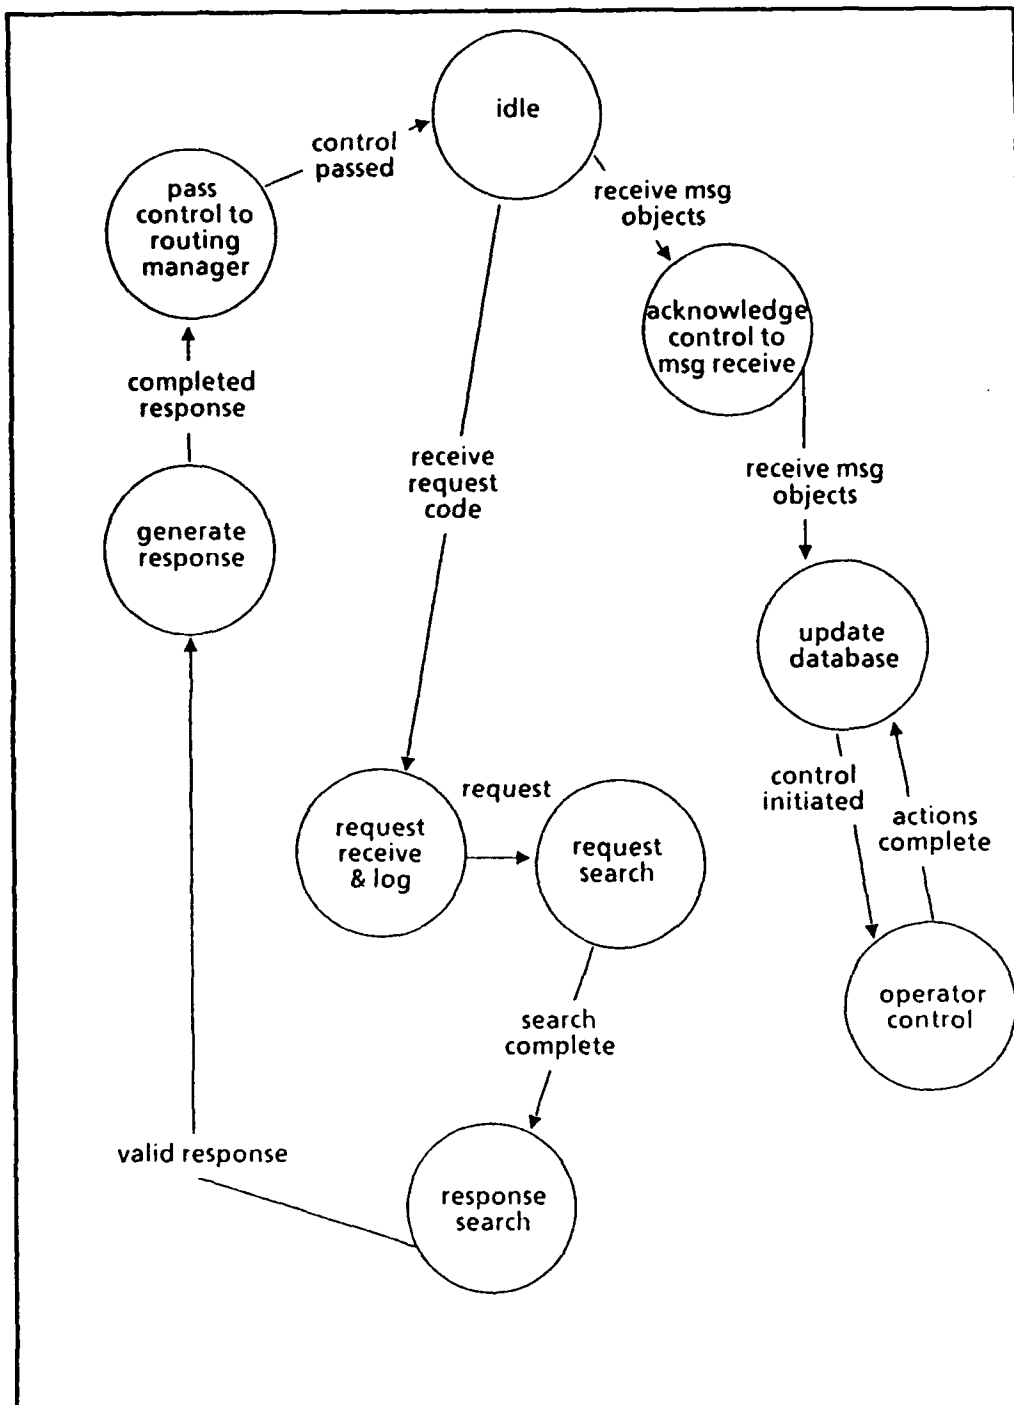 idle
control
passed
pass
control to
routing
manager
receive msg
objects
acknowledge
control to
msg receive
completed
response
receive
request
code
receive msg
objects
generate
response
update
database
control
initiated
actions
complete
request
request
receive
& log
request
search
operator
control
search
complete
valid response
response
search